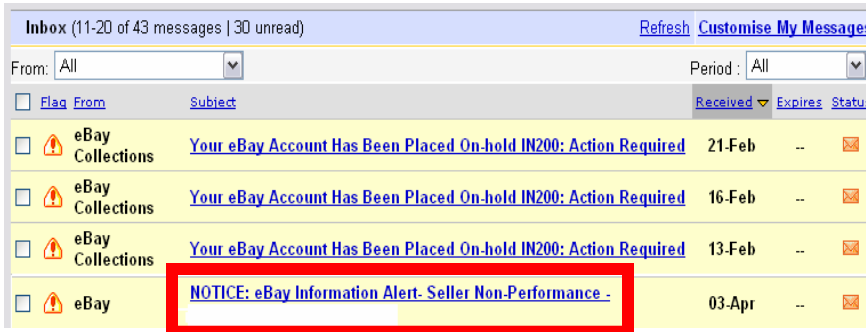 Inbox (11-20 of 43 messages | 30 unread) Refresh Customise My Messages
From: All Period : All
Flag From Subject Received Expires Statu
eBay Collections Your eBay Account Has Been Placed On-hold IN200: Action Required 21-Feb --
eBay Collections Your eBay Account Has Been Placed On-hold IN200: Action Required 16-Feb --
eBay Collections Your eBay Account Has Been Placed On-hold IN200: Action Required 13-Feb --
eBay NOTICE: eBay Information Alert- Seller Non-Performance - 03-Apr --